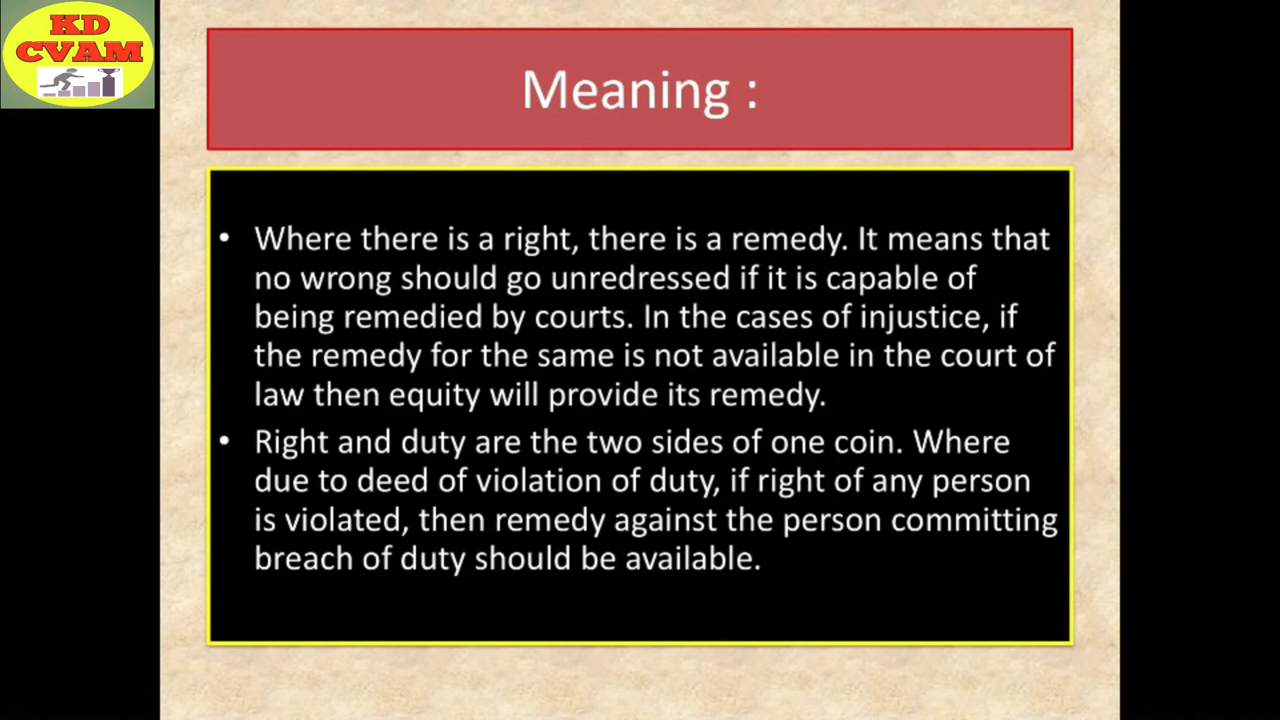 KD
CVAM
Meaning :
• Where there is a right, there is a remedy. It means that
no wrong should go unredressed if it is capable of
being remedied by courts. In the cases of injustice, if
the remedy for the same is not available in the court of
law then equity will provide its remedy.
• Right and duty are the two sides of one coin. Where
due to deed of violation of duty, if right of any person
is violated, then remedy against the person committing
breach of duty should be available.